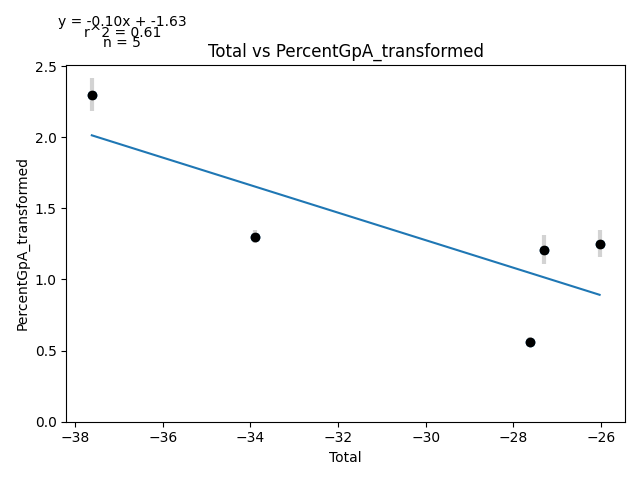 y = -0.10x + -1.63
r^2 = 0.61
n = 5
Total vs PercentGpA_transformed
2.5
2.0
1.5
1.0
0.5
0.0
PercentGpA_transformed
−38 −36 −34 −32 −30 −28 −26
Total